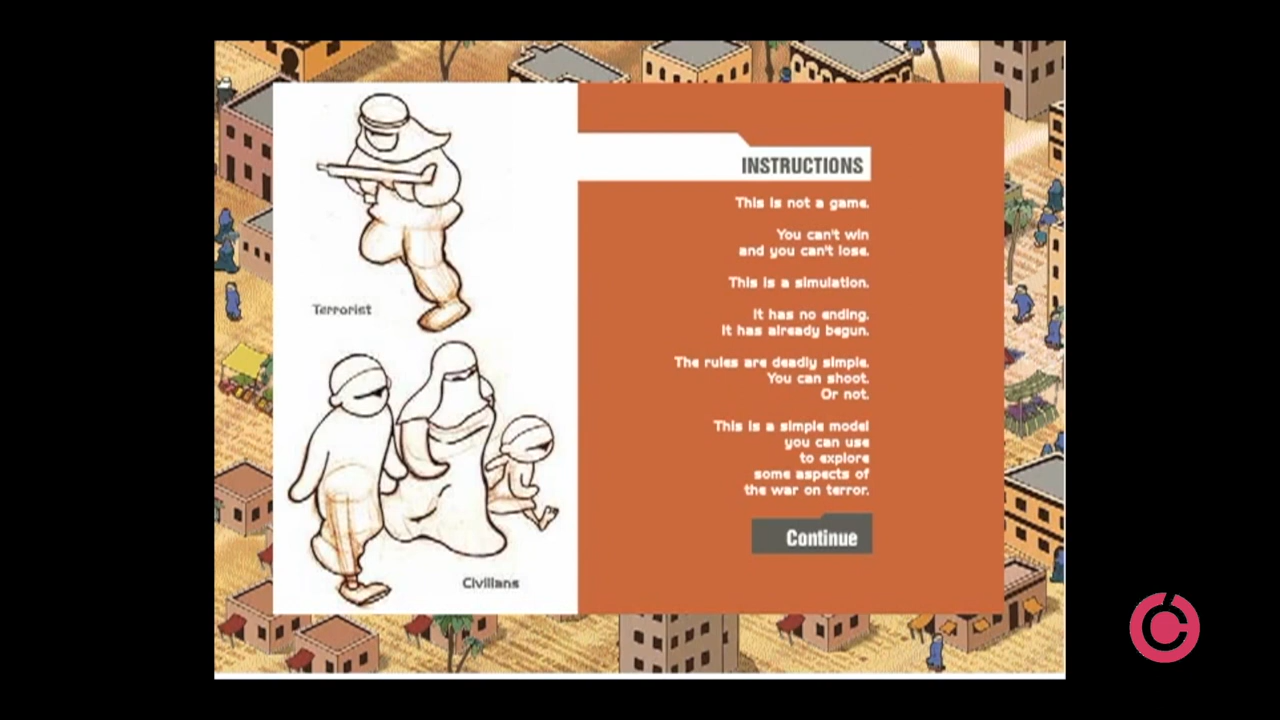 Terrorist
Civilians
INSTRUCTIONS
This is not a game.
You can't win
and you can't lose.
This is a simulation.
It has no ending.
It has already begun.
The rules are deadly simple.
You can shoot.
Or not.
This is a simple model
you can use
to explore
some aspects of
the war on terror.
Continue